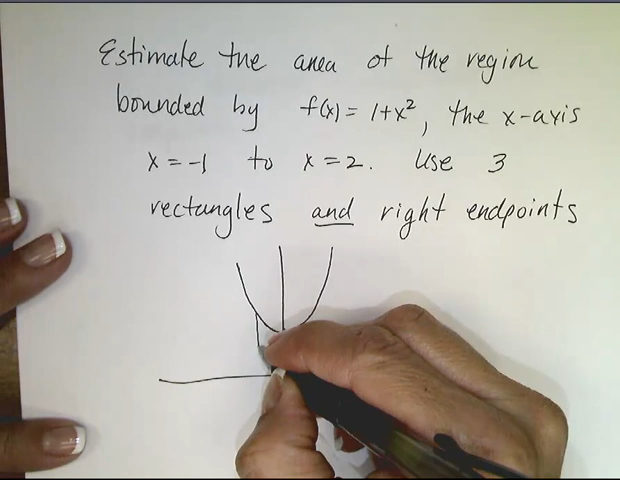 Estimate the area of the region
bounded by f(x) = 1+x², the x-axis
x = -1 to x = 2. Use 3
rectangles and right endpoints